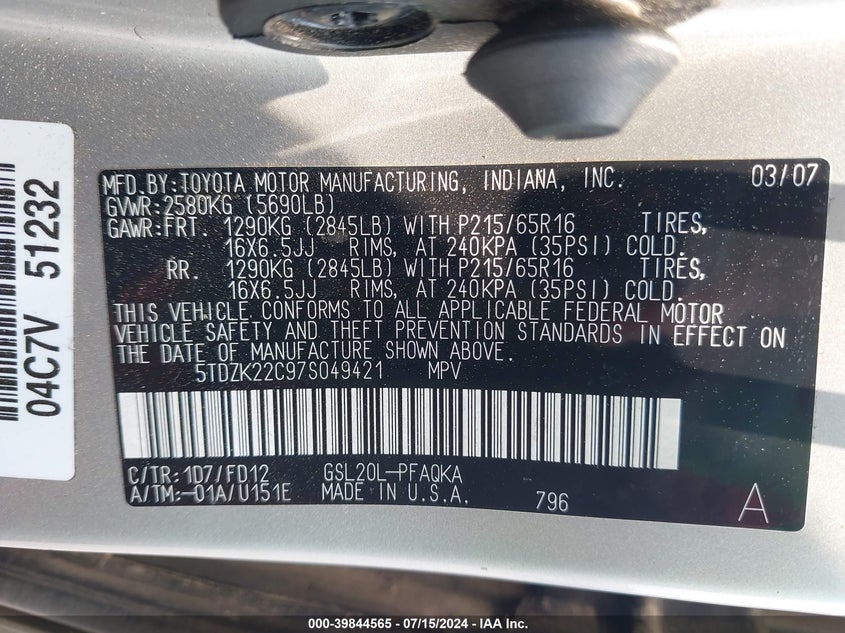 04C7V 51232
MFD.BY:TOYOTA MOTOR MANUFACTURING, INDIANA, INC. 03/07
GVWR:2580KG (5690LB)
GAWR:FRT. 1290KG (2845LB) WITH P215/65R16 TIRES,
16X6.5JJ RIMS, AT 240KPA (35PSI) COLD.
RR. 1290KG (2845LB) WITH P215/65R16 TIRES,
16X6.5JJ RIMS, AT 240KPA (35PSI) COLD.
THIS VEHICLE CONFORMS TO ALL APPLICABLE FEDERAL MOTOR
VEHICLE SAFETY AND THEFT PREVENTION STANDARDS IN EFFECT ON
THE DATE OF MANUFACTURE SHOWN ABOVE.
5TDZK22C97S049421 MPV
C/TR:1D7/FD12 GSL20L-PFAQKA
A/TM:-01A/U151E MADE IN U.S.A. 796 A
000-39844565 - 07/15/2024 - IAA Inc.